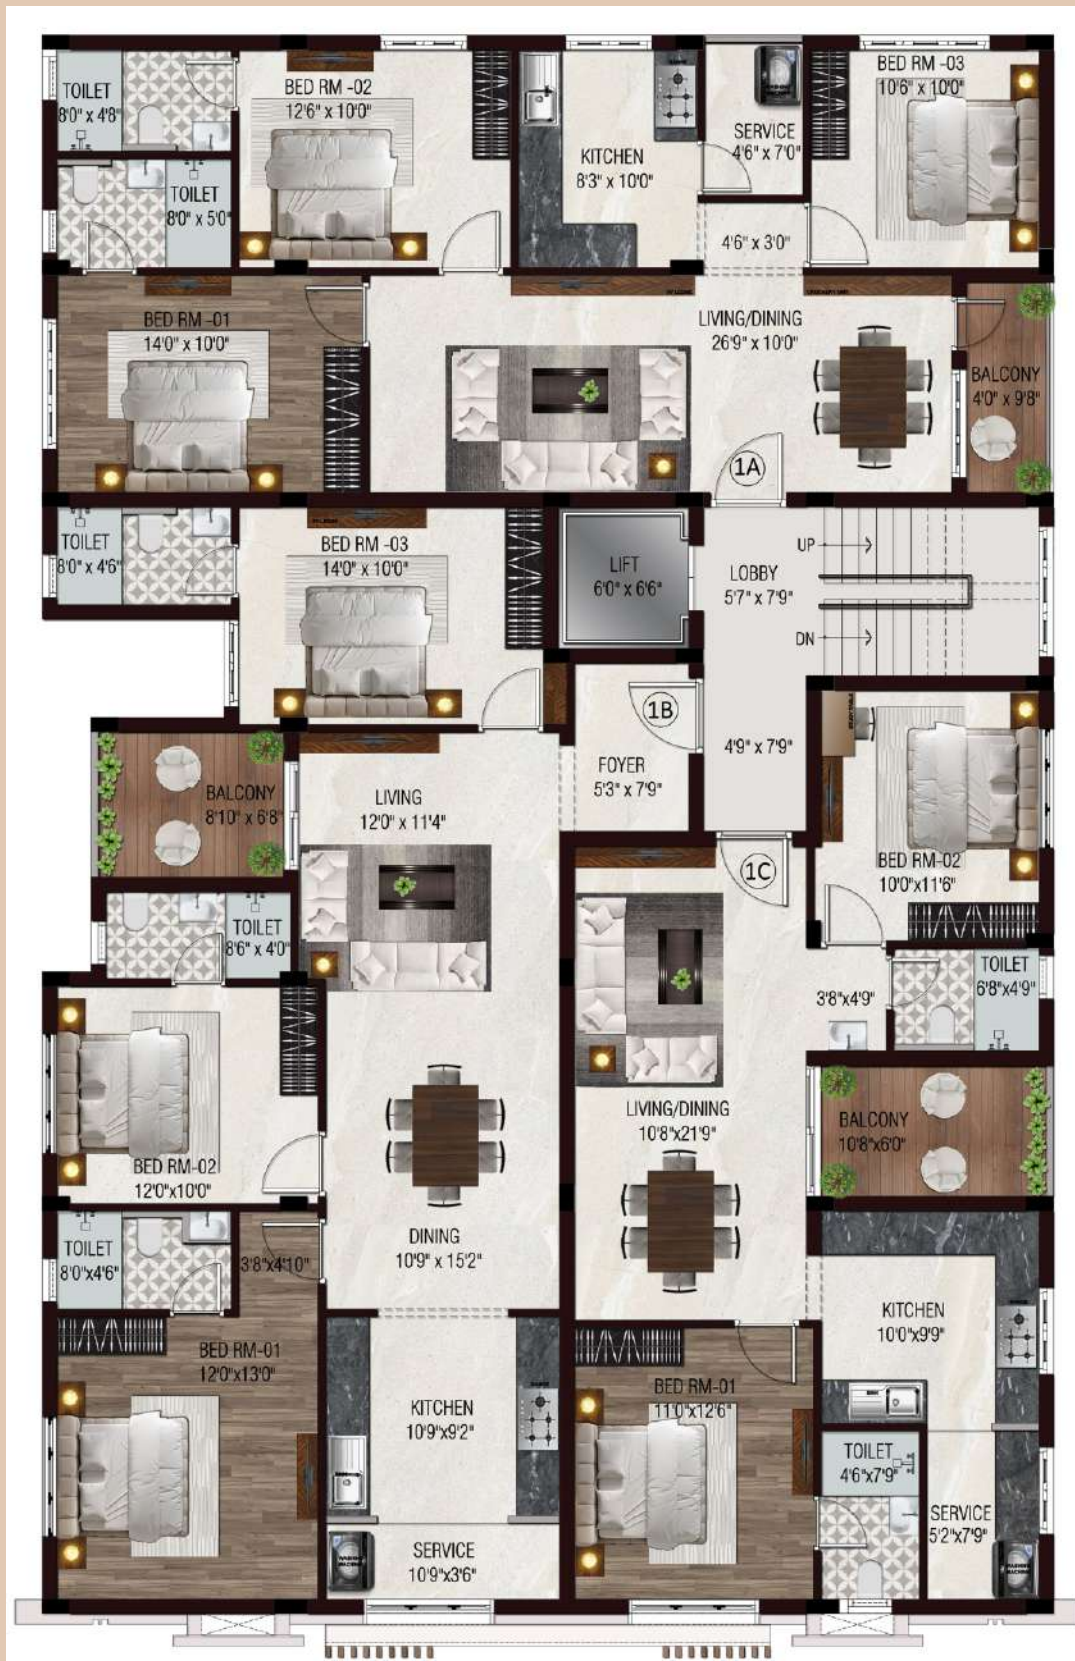 TOILET
8'0" x 4'8"
BED RM -02
12'6" x 10'0"
KITCHEN
8'3" x 10'0"
SERVICE
4'6" x 7'0"
BED RM -03
10'6" x 10'0"
TOILET
8'0" x 5'0"
4'6" x 3'0"
BED RM -01
14'0" x 10'0"
LIVING/DINING
26'9" x 10'0"
BALCONY
4'0" x 9'8"
1A
TOILET
8'0" x 4'6"
BED RM -03
14'0" x 10'0"
LIFT
6'0" x 6'6"
LOBBY
5'7" x 7'9"
UP
DN
1B
FOYER
5'3" x 7'9"
4'9" x 7'9"
BALCONY
8'10" x 6'8"
LIVING
12'0" x 11'4"
1C
BED RM-02
10'0"x11'6"
TOILET
8'6" x 4'0"
3'8"x4'9"
TOILET
6'8"x4'9"
BED RM-02
12'0"x10'0"
LIVING/DINING
10'8"x21'9"
BALCONY
10'8"x6'0"
TOILET
8'0"x4'6"
3'8"x4'10"
DINING
10'9" x 15'2"
BED RM-01
12'0"x13'0"
KITCHEN
10'9"x9'2"
BED RM-01
11'0"x12'6"
KITCHEN
10'0"x9'9"
TOILET
4'6"x7'9"
SERVICE
10'9"x3'6"
SERVICE
5'2"x7'9"
WASHING
MACHINE